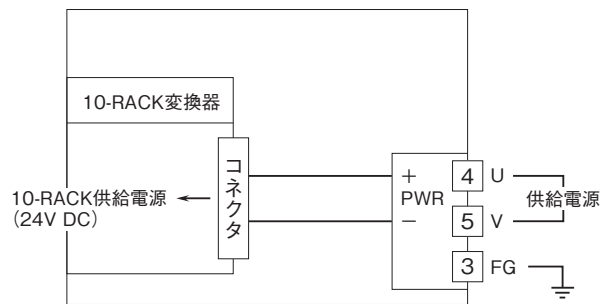 10-RACK変換器
コネクタ
10-RACK供給電源
(24V DC)
+
PWR
−
4 U
5 V
3 FG
供給電源